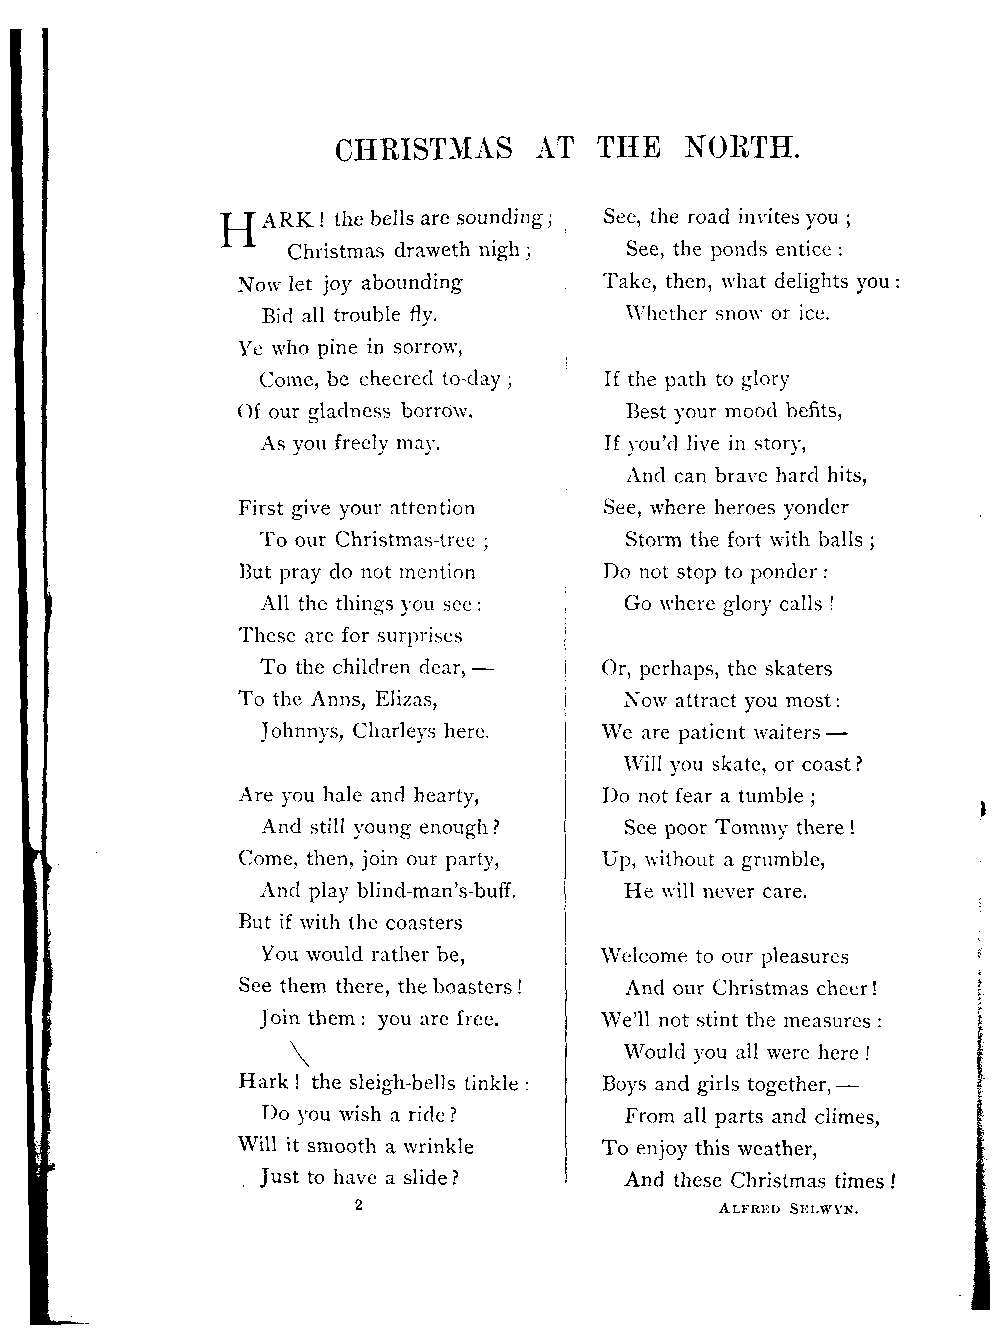 CHRISTMAS AT THE NORTH.
HARK! the bells are sounding;
Christmas draweth nigh;
Now let joy abounding
Bid all trouble fly.
Ye who pine in sorrow,
Come, be cheered to-day;
Of our gladness borrow,
As you freely may.
First give your attention
To our Christmas-tree;
But pray do not mention
All the things you see:
These are for surprises
To the children dear, —
To the Anns, Elizas,
Johnnys, Charleys here.
Are you hale and hearty,
And still young enough?
Come, then, join our party,
And play blind-man's-buff.
But if with the coasters
You would rather be,
See them there, the boasters!
Join them: you are free.
Hark! the sleigh-bells tinkle:
Do you wish a ride?
Will it smooth a wrinkle
Just to have a slide?
2
See, the road invites you;
See, the ponds entice:
Take, then, what delights you:
Whether snow or ice.
If the path to glory
Best your mood befits,
If you'd live in story,
And can brave hard hits,
See, where heroes yonder
Storm the fort with balls;
Do not stop to ponder:
Go where glory calls!
Or, perhaps, the skaters
Now attract you most:
We are patient waiters —
Will you skate, or coast?
Do not fear a tumble;
See poor Tommy there!
Up, without a grumble,
He will never care.
Welcome to our pleasures
And our Christmas cheer!
We'll not stint the measures:
Would you all were here!
Boys and girls together, —
From all parts and climes,
To enjoy this weather,
And these Christmas times!
ALFRED SELWYN.